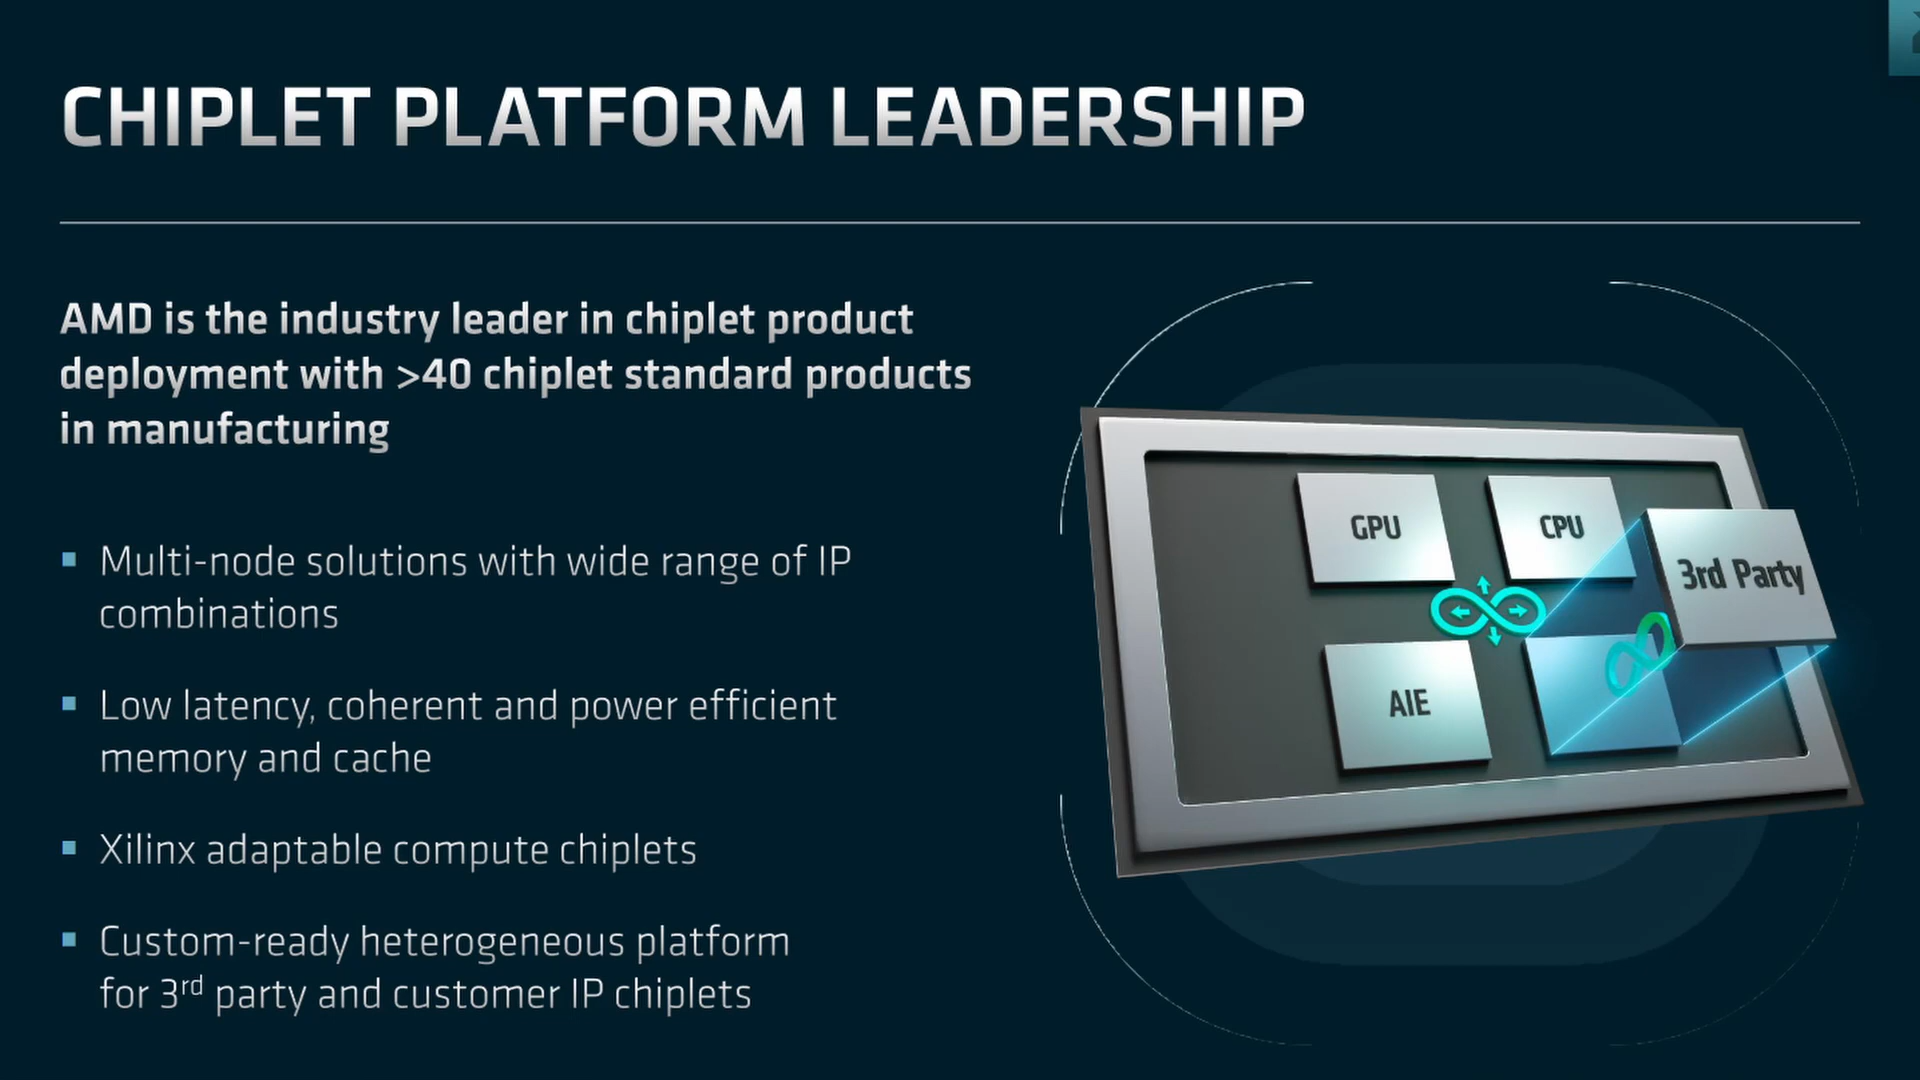 CHIPLET PLATFORM LEADERSHIP
AMD is the industry leader in chiplet product
deployment with >40 chiplet standard products
in manufacturing
Multi-node solutions with wide range of IP
combinations
Low latency, coherent and power efficient
memory and cache
Xilinx adaptable compute chiplets
Custom-ready heterogeneous platform
for 3rd party and customer IP chiplets
GPU
CPU
3rd Party
AIE